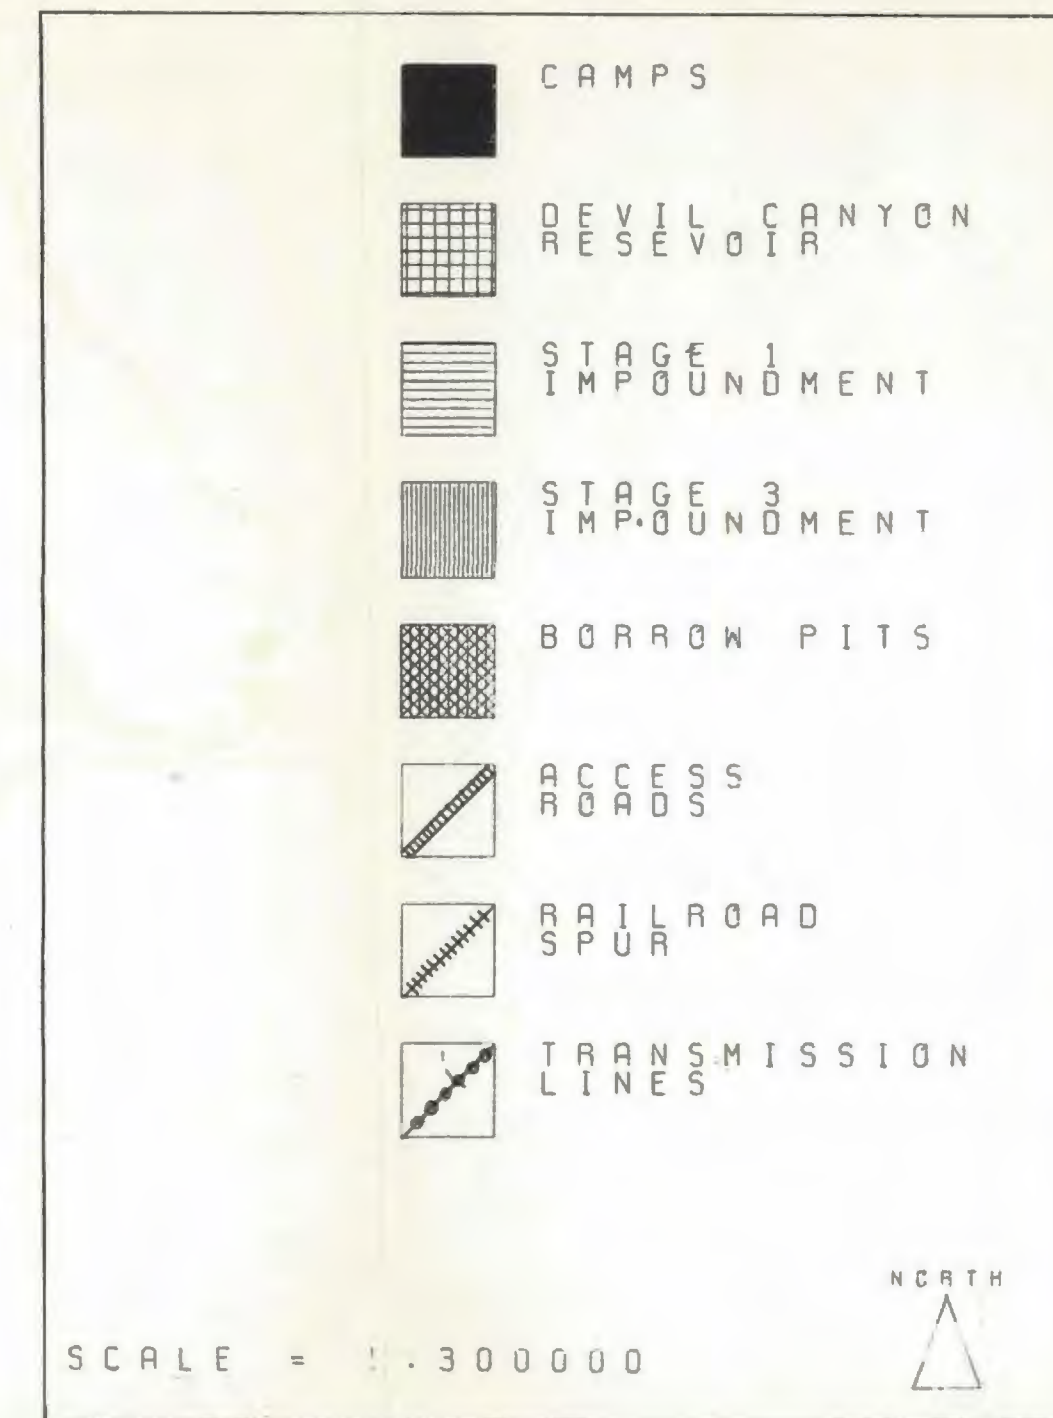 CAMPS
DEVIL CANYON
RESEVOIR
STAGE 1
IMPOUNDMENT
STAGE 3
IMPOUNDMENT
BORROW PITS
ACCESS
ROADS
RAILROAD
SPUR
TRANSMISSION
LINES
NORTH
SCALE = 1:300000